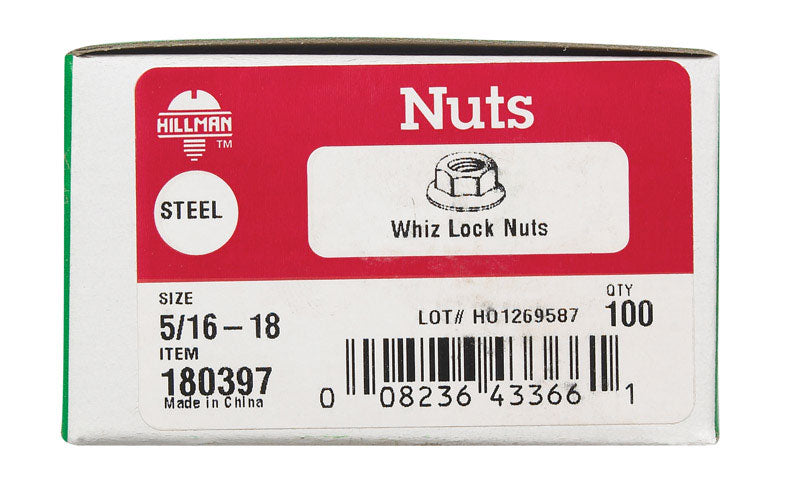 HILLMAN
TM
Nuts
STEEL
Whiz Lock Nuts
SIZE
5/16 – 18
LOT# HO1269587
QTY
100
ITEM
180397
Made in China
0 08236 43366 1